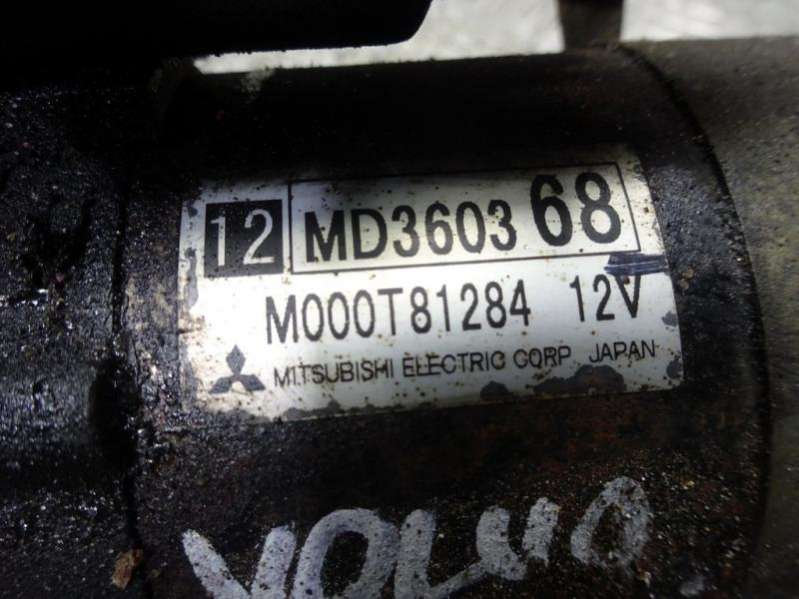 12 MD360368
M000T81284 12V
MITSUBISHI ELECTRIC CORP. JAPAN
VOLVO